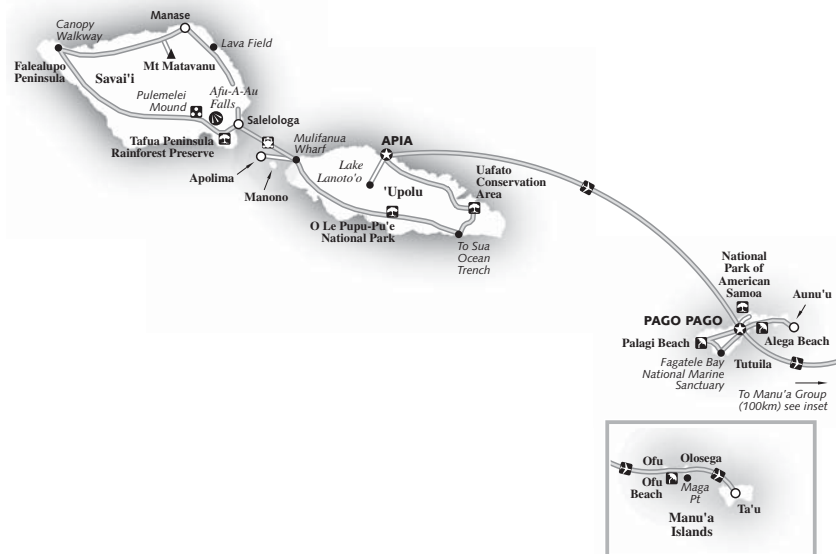 Manase
Canopy
Walkway
Lava Field
Falealupo
Peninsula
Mt Matavanu
Savai'i
Pulemelei
Mound
Afu-A-Au
Falls
Salelologa
Tafua Peninsula
Rainforest Preserve
Mulifanua
Wharf
Apolima
Manono
APIA
Lake
Lanoto'o
'Upolu
Uafato
Conservation
Area
O Le Pupu-Pu'e
National Park
To Sua
Ocean
Trench
National
Park of
American
Samoa
Aunu'u
PAGO PAGO
Palagi Beach
Alega Beach
Fagatele Bay
National Marine
Sanctuary
Tutuila
To Manu'a Group
(100km) see inset
Ofu
Olosega
Ofu
Beach
Maga
Pt
Ta'u
Manu'a
Islands